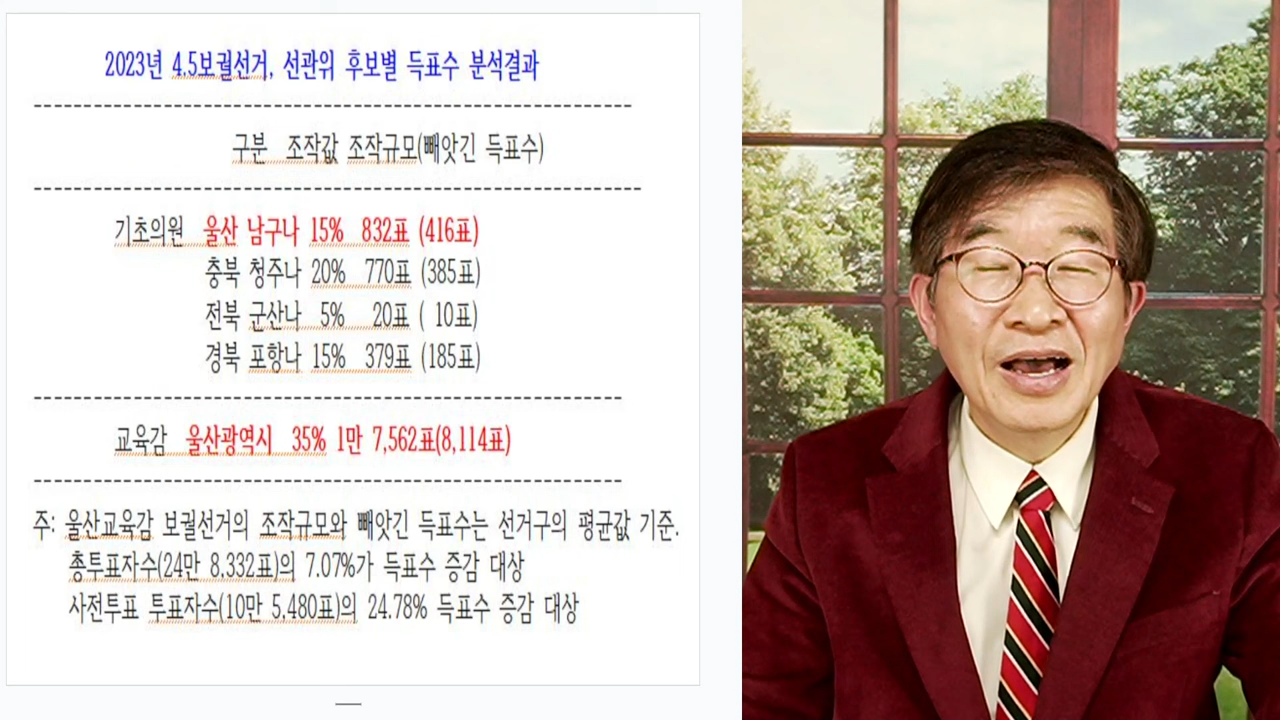 2023년 4.5보궐선거, 선관위 후보별 득표수 분석결과
구분 조작값 조작규모(빼앗긴 득표수)
기초의원 울산 남구나 15% 832표 (416표)
충북 청주나 20% 770표 (385표)
전북 군산나 5% 20표 ( 10표)
경북 포항나 15% 379표 (185표)
교육감 울산광역시 35% 1만 7,562표(8,114표)
주: 울산교육감 보궐선거의 조작규모와 빼앗긴 득표수는 선거구의 평균값 기준.
총투표자수(24만 8.332표)의 7.07%가 득표수 증감 대상
사전투표 투표자수(10만 5.480표)의 24.78% 득표수 증감 대상